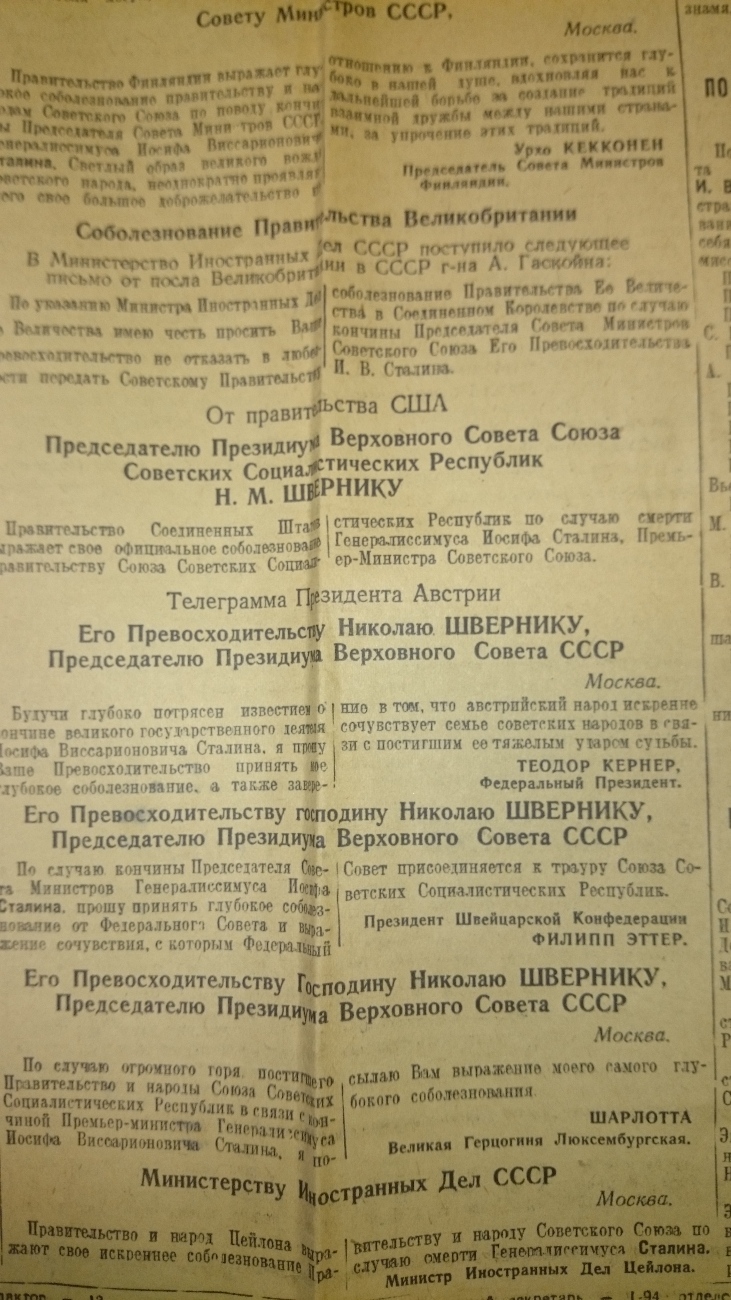 Совету Министров СССР,
Москва.
Правительство Финляндии выражает глу
кое соболезнование правительству и на
дам Советского Союза по поводу кончи
ы Председателя Совета Мини тров СССР
енералиссимуса Иосифа Виссарионович
талина. Светлый образ великого вожд
оветского народа, неоднократно проявляв
его свое большое доброжелательство п
отношению к Финляндии, сохранится глу-
боко в нашей душе, вдохновляя нас к
дальнейшей борьбе за создание традиций
взаимной дружбы между нашими страна-
ми, за упрочение этих традиций.
Урхо КЕККОНЕН
Председатель Совета Министров
Финляндии.
Соболезнование Правительства Великобритании
В Министерство Иностранных Дел СССР поступило следующее
письмо от посла Великобритании в СССР г-на А. Гаскойна:
По указанию Министра Иностранных Дел
Величества имею честь просить Ваше
ревосходительство не отказать в любез
сти передать Советскому Правительств
соболезнование Правительства Ее Величе-
ства в Соединенном Королевстве по случаю
кончины Председателя Совета Министров
Советского Союза Его Превосходительства
И. В. Сталина.
От правительства США
Председателю Президиума Верховного Совета Союза
Советских Социалистических Республик
Н. М. ШВЕРНИКУ
Правительство Соединенных Штатов
ыражает свое официальное соболезнование
равительству Союза Советских Социали-
стических Республик по случаю смерти
Генералиссимуса Иосифа Сталина, Премь-
ер-Министра Советского Союза.
Телеграмма Президента Австрии
Его Превосходительству Николаю ШВЕРНИКУ,
Председателю Президиума Верховного Совета СССР
Москва.
Будучи глубоко потрясен известием о
ончине великого государственного деятеля
Иосифа Виссарионовича Сталина, я прошу
Ваше Превосходительство принять мое
глубокое соболезнование, а также завере-
ние в том, что австрийский народ искренне
сочувствует семье советских народов в свя-
зи с постигшим ее тяжелым ударом судьбы.
ТЕОДОР КЕРНЕР,
Федеральный Президент.
Его Превосходительству господину Николаю ШВЕРНИКУ,
Председателю Президиума Верховного Совета СССР
По случаю кончины Председателя Сове-
та Министров Генералиссимуса Иосифа
Сталина, прошу принять глубокое соболез-
нование от Федерального Совета и выра-
жение сочувствия, с которым Федеральный
Совет присоединяется к трауру Союза Со-
ветских Социалистических Республик.
Президент Швейцарской Конфедерации
ФИЛИПП ЭТТЕР.
Его Превосходительству Господину Николаю ШВЕРНИКУ,
Председателю Президиума Верховного Совета СССР
Москва.
По случаю огромного горя, постигшего
Правительство и народы Союза Советских
Социалистических Республик в связи с кон-
чиной Премьер-министра Генералиссимуса
Иосифа Виссарионовича Сталина, я по-
сылаю Вам выражение моего самого глу-
бокого соболезнования.
ШАРЛОТТА
Великая Герцогиня Люксембургская.
Министерству Иностранных Дел СССР
Москва.
Правительство и народ Цейлона выра-
жают свое искреннее соболезнование Пра-
вительству и народу Советского Союза по
случаю смерти Генералиссимуса Сталина.
Министр Иностранных Дел Цейлона.